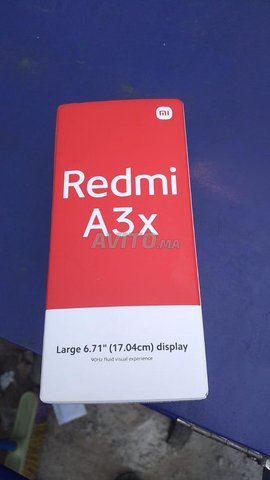 mi
Redmi
A3x
AVITO.MA
Large 6.71" (17.04cm) display
90Hz fluid visual experience